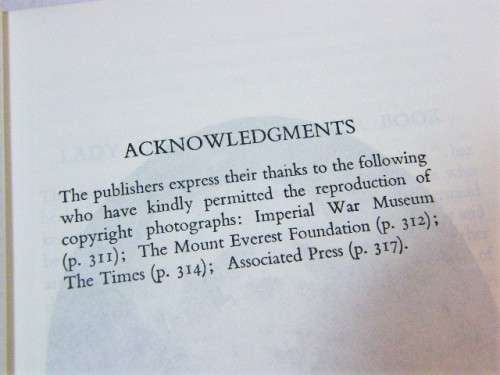 ACKNOWLEDGMENTS
The publishers express their thanks to the following
who have kindly permitted the reproduction of
copyright photographs: Imperial War Museum
(p. 311); The Mount Everest Foundation (p. 312);
The Times (p. 314); Associated Press (p. 317).